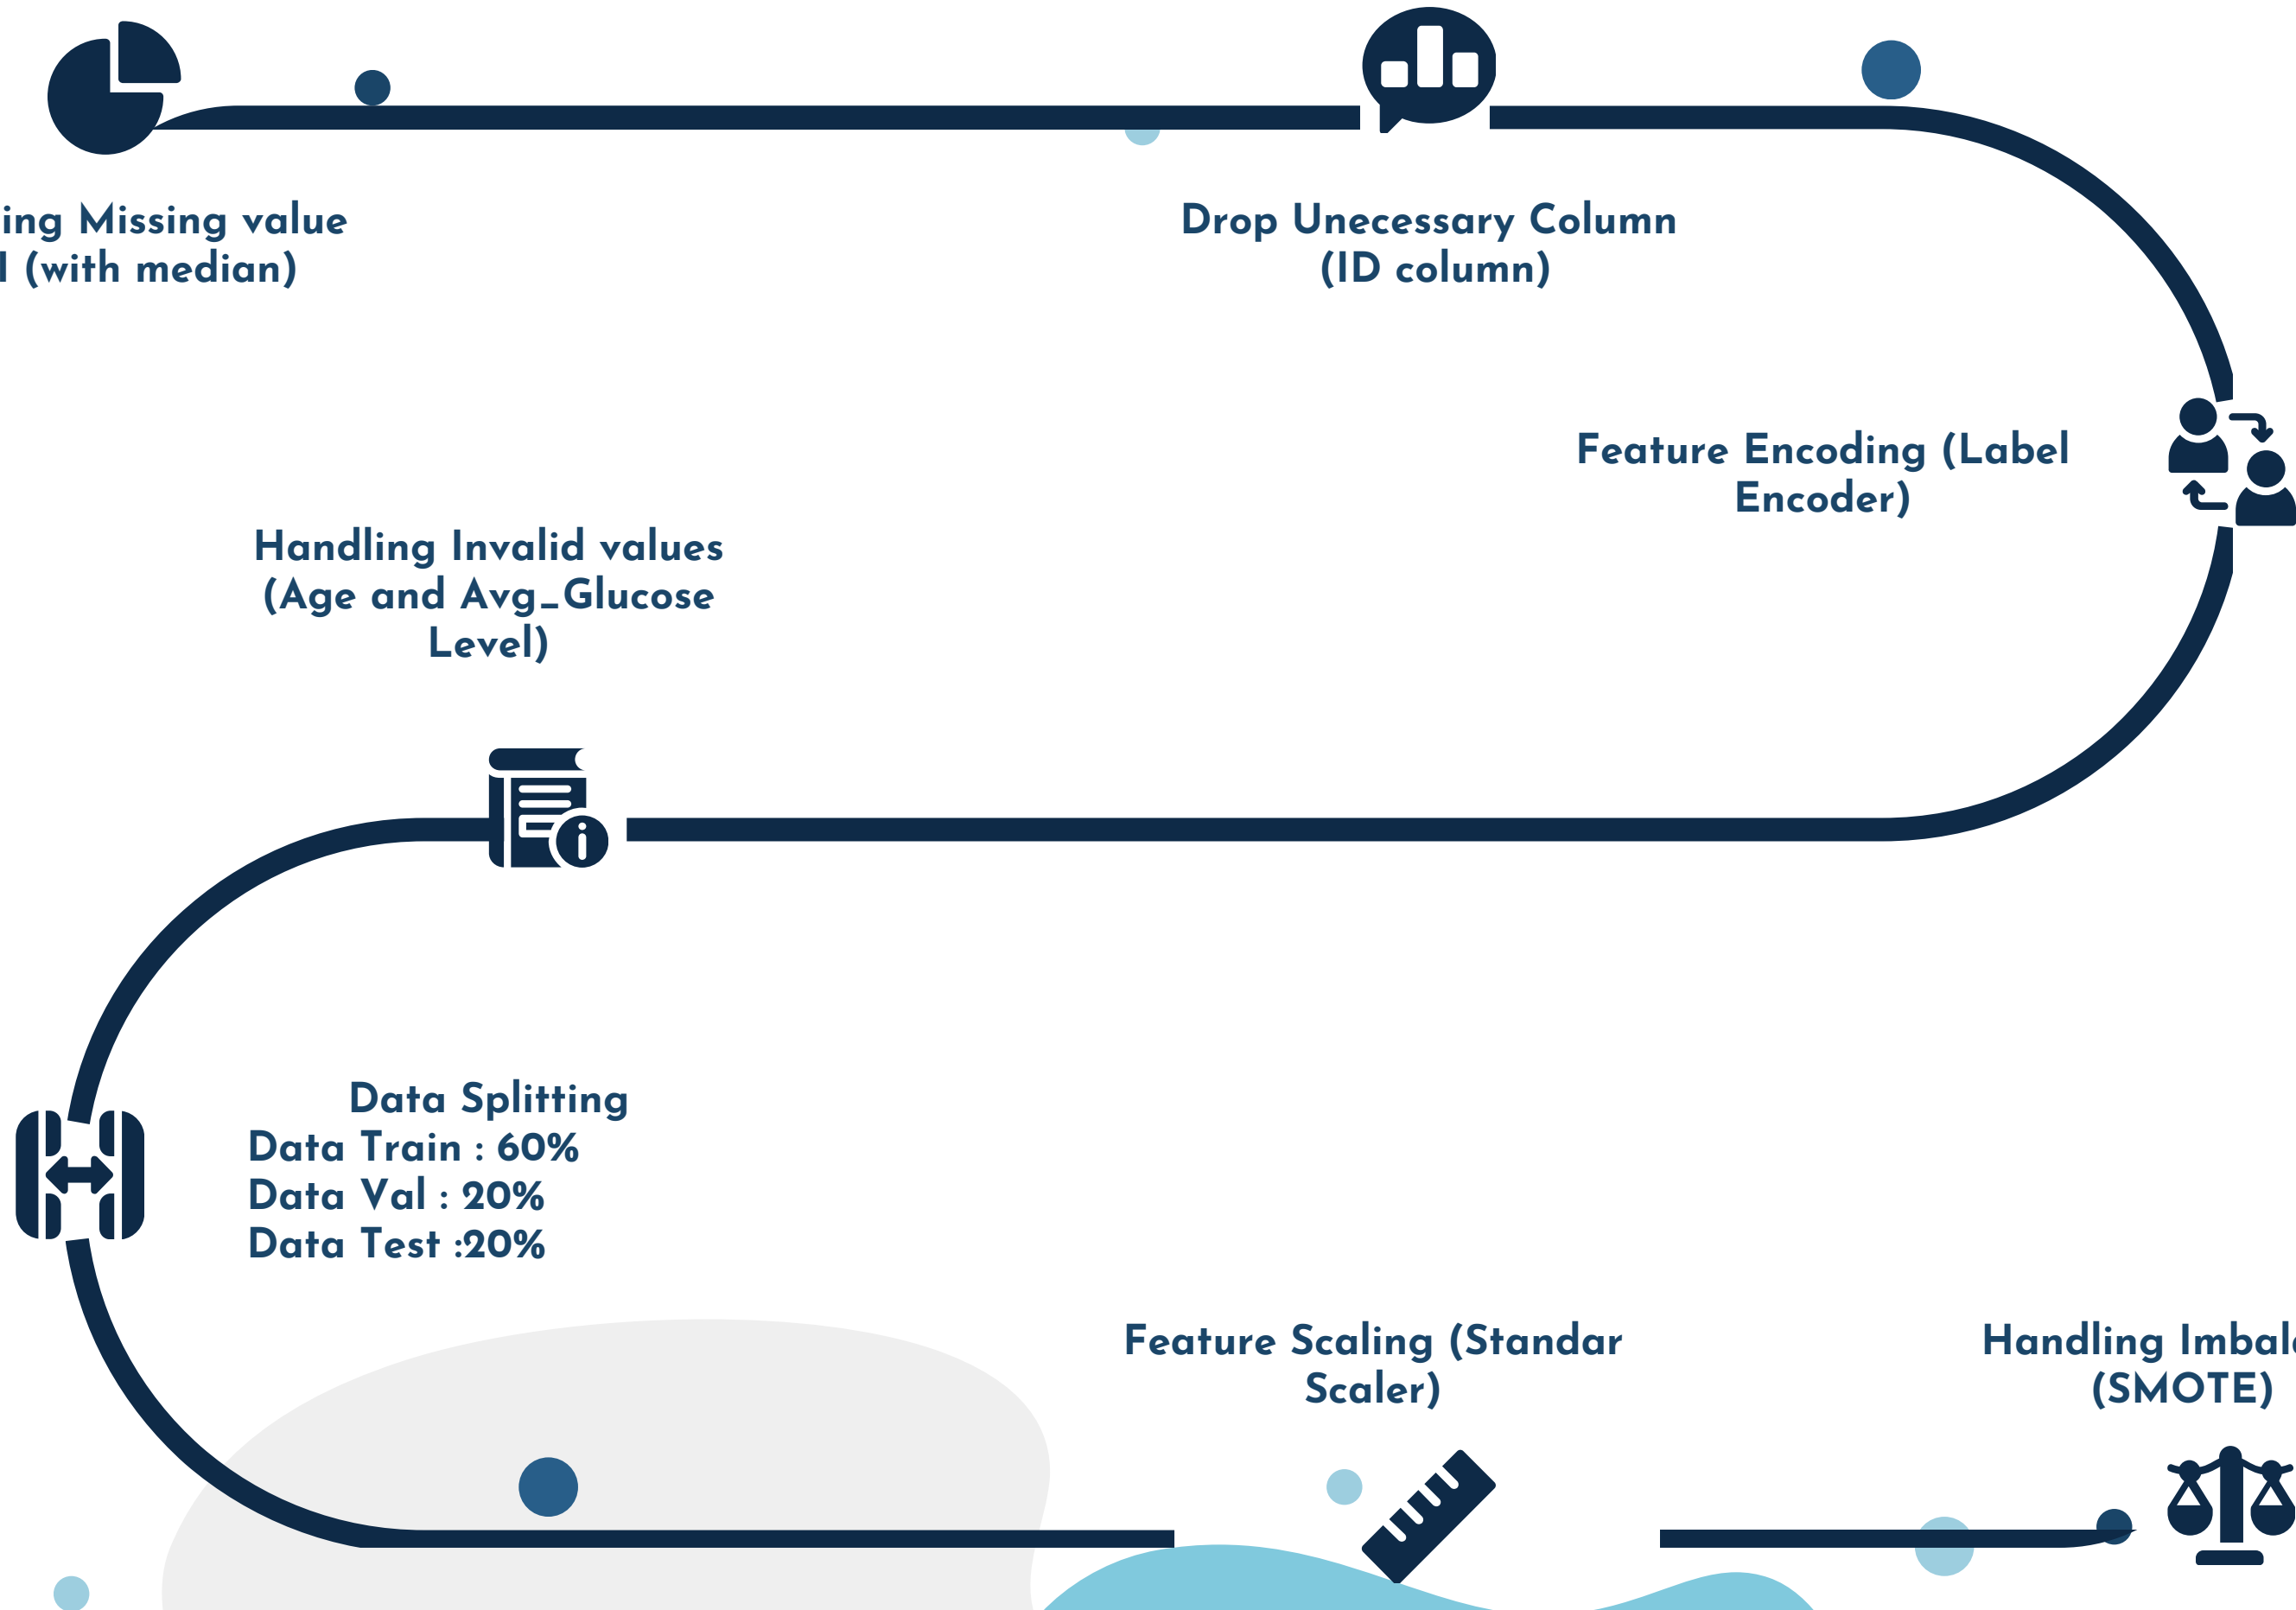 ing Missing value
(with median)
Drop Unecessary Column
(ID column)
Feature Encoding (Label
Encoder)
Handling Invalid values
(Age and Avg_Glucose
Level)
Data Splitting
Data Train : 60%
Data Val : 20%
Data Test :20%
Feature Scaling (Standar
Scaler)
Handling Imbala
(SMOTE)